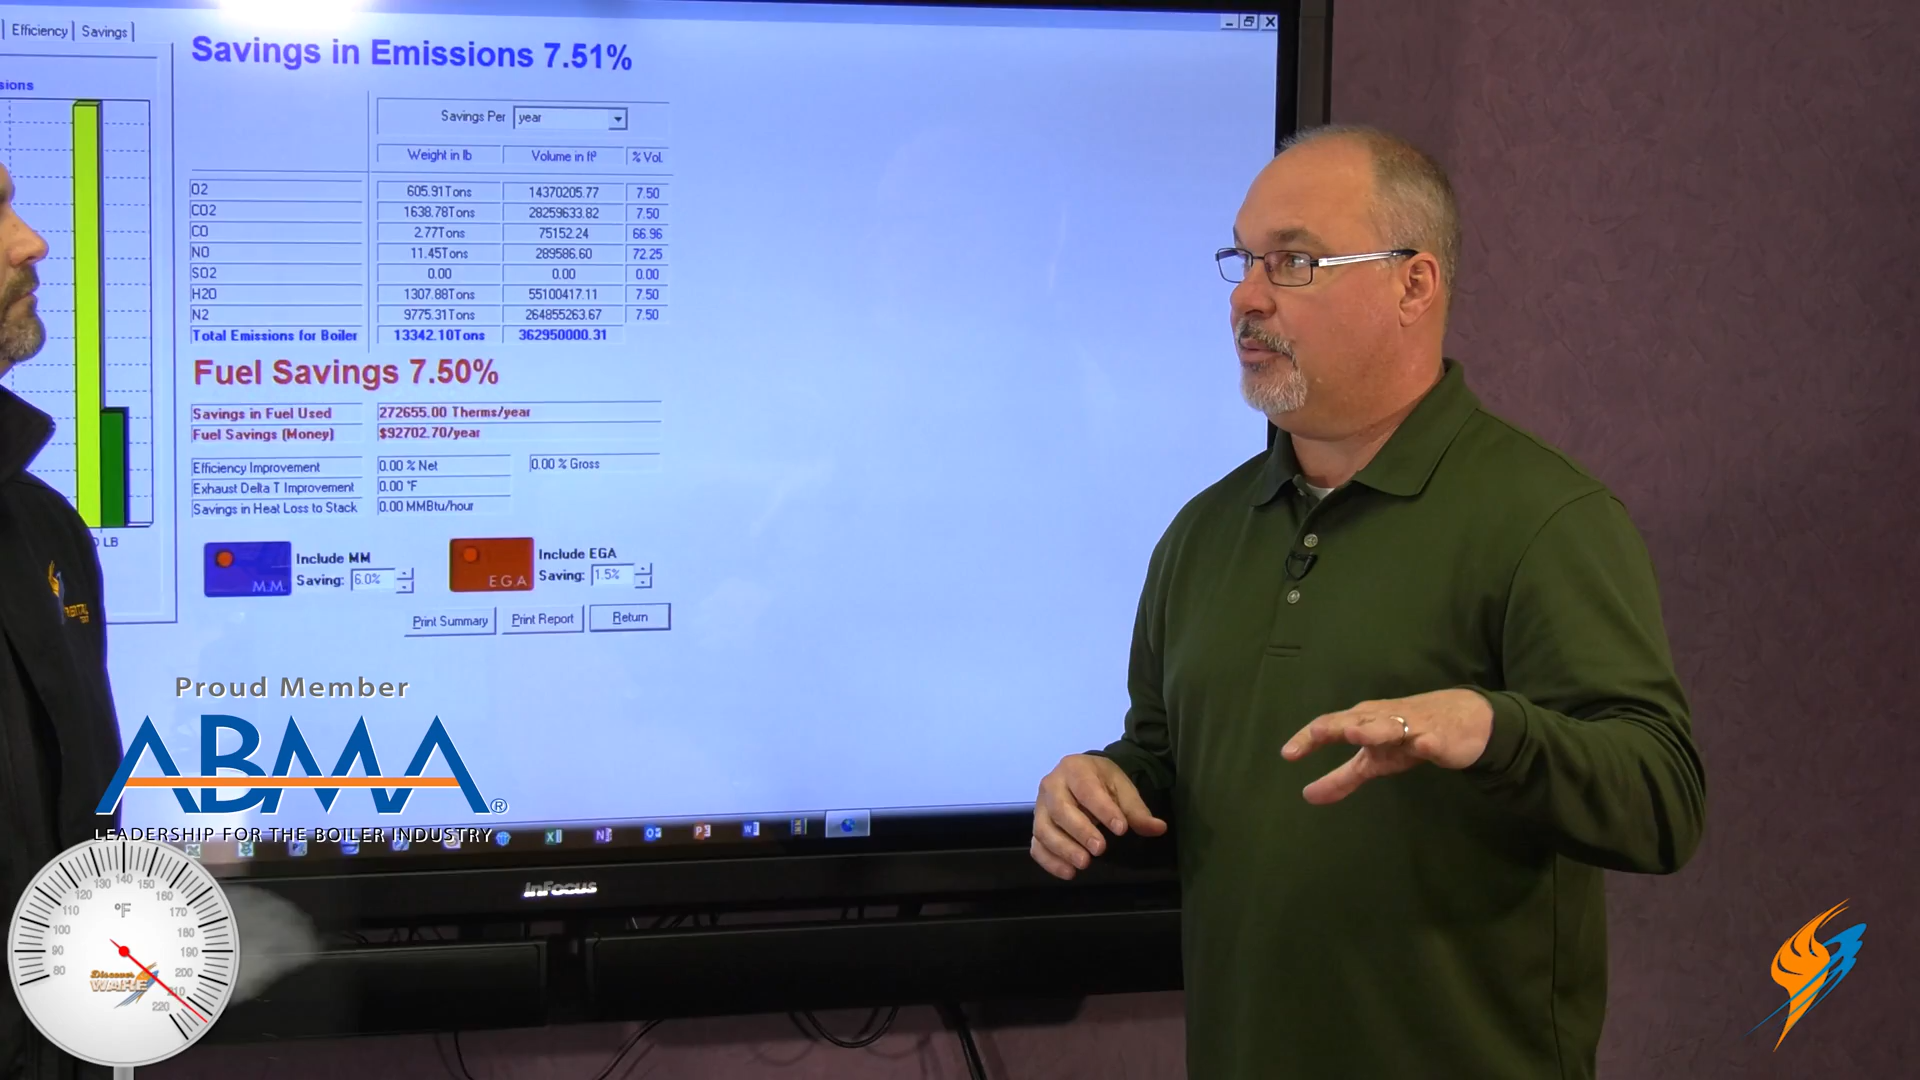 Efficiency
Savings
Savings in Emissions 7.51%
sions
Savings Per year
Weight in lb Volume in ft³ % Vol.
O2 605.91Tons 14370205.77 7.50
CO2 1638.78Tons 28259633.82 7.50
CO 2.77Tons 75152.24 66.96
NO 11.45Tons 289586.60 72.25
SO2 0.00 0.00 0.00
H2O 1307.88Tons 55100417.11 7.50
N2 9775.31Tons 264855263.67 7.50
Total Emissions for Boiler 13342.10Tons 362950000.31
Fuel Savings 7.50%
Savings in Fuel Used 272655.00 Therms/year
Fuel Savings (Money) $92702.70/year
Efficiency Improvement 0.00 % Net 0.00 % Gross
Exhaust Delta T Improvement 0.00 °F
Savings in Heat Loss to Stack 0.00 MMBtu/hour
LB
Include MM
M.M. Saving: 6.0%
Include EGA
E.G.A Saving: 1.5%
Print Summary Print Report Return
Proud Member
ABMA®
LEADERSHIP FOR THE BOILER INDUSTRY
InFocus
80 90 100 110 120 130 140 150 160 170 180 190 200 210 220
°F
Discover
WARE